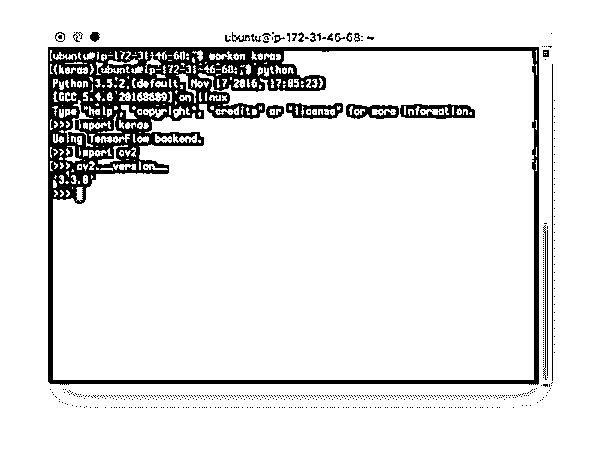 ubuntu@ip-172-31-46-68: ~
[ubuntu@ip-172-31-46-68:~$ workon keras
[(keras)[ubuntu@ip-172-31-46-68:~$ python
Python 3.5.2 (default, Nov 17 2016, 17:05:23)
[GCC 5.4.0 20160609] on linux
Type "help", "copyright", "credits" or "license" for more information.
[>>> import keras
Using TensorFlow backend.
[>>> import cv2
[>>> cv2.__version__
'3.3.0'
>>>